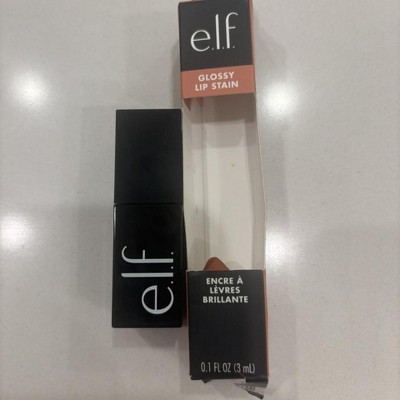 e.l.f.
GLOSSY
LIP STAIN
e.l.f.
ENCRE À
LÈVRES
BRILLANTE
0.1 FL OZ (3 mL)